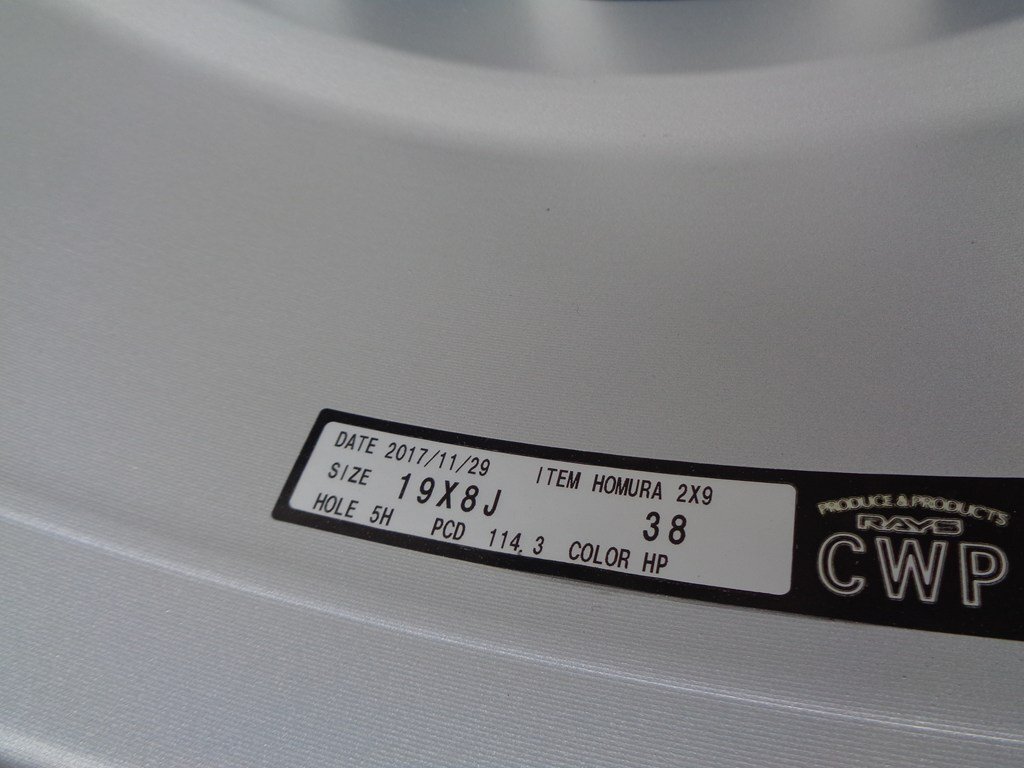 DATE 2017/11/29 ITEM HOMURA 2X9
SIZE 19X8J 38
HOLE 5H PCD 114.3 COLOR HP
PRODUCE & PRODUCTS
RAYS
CWP